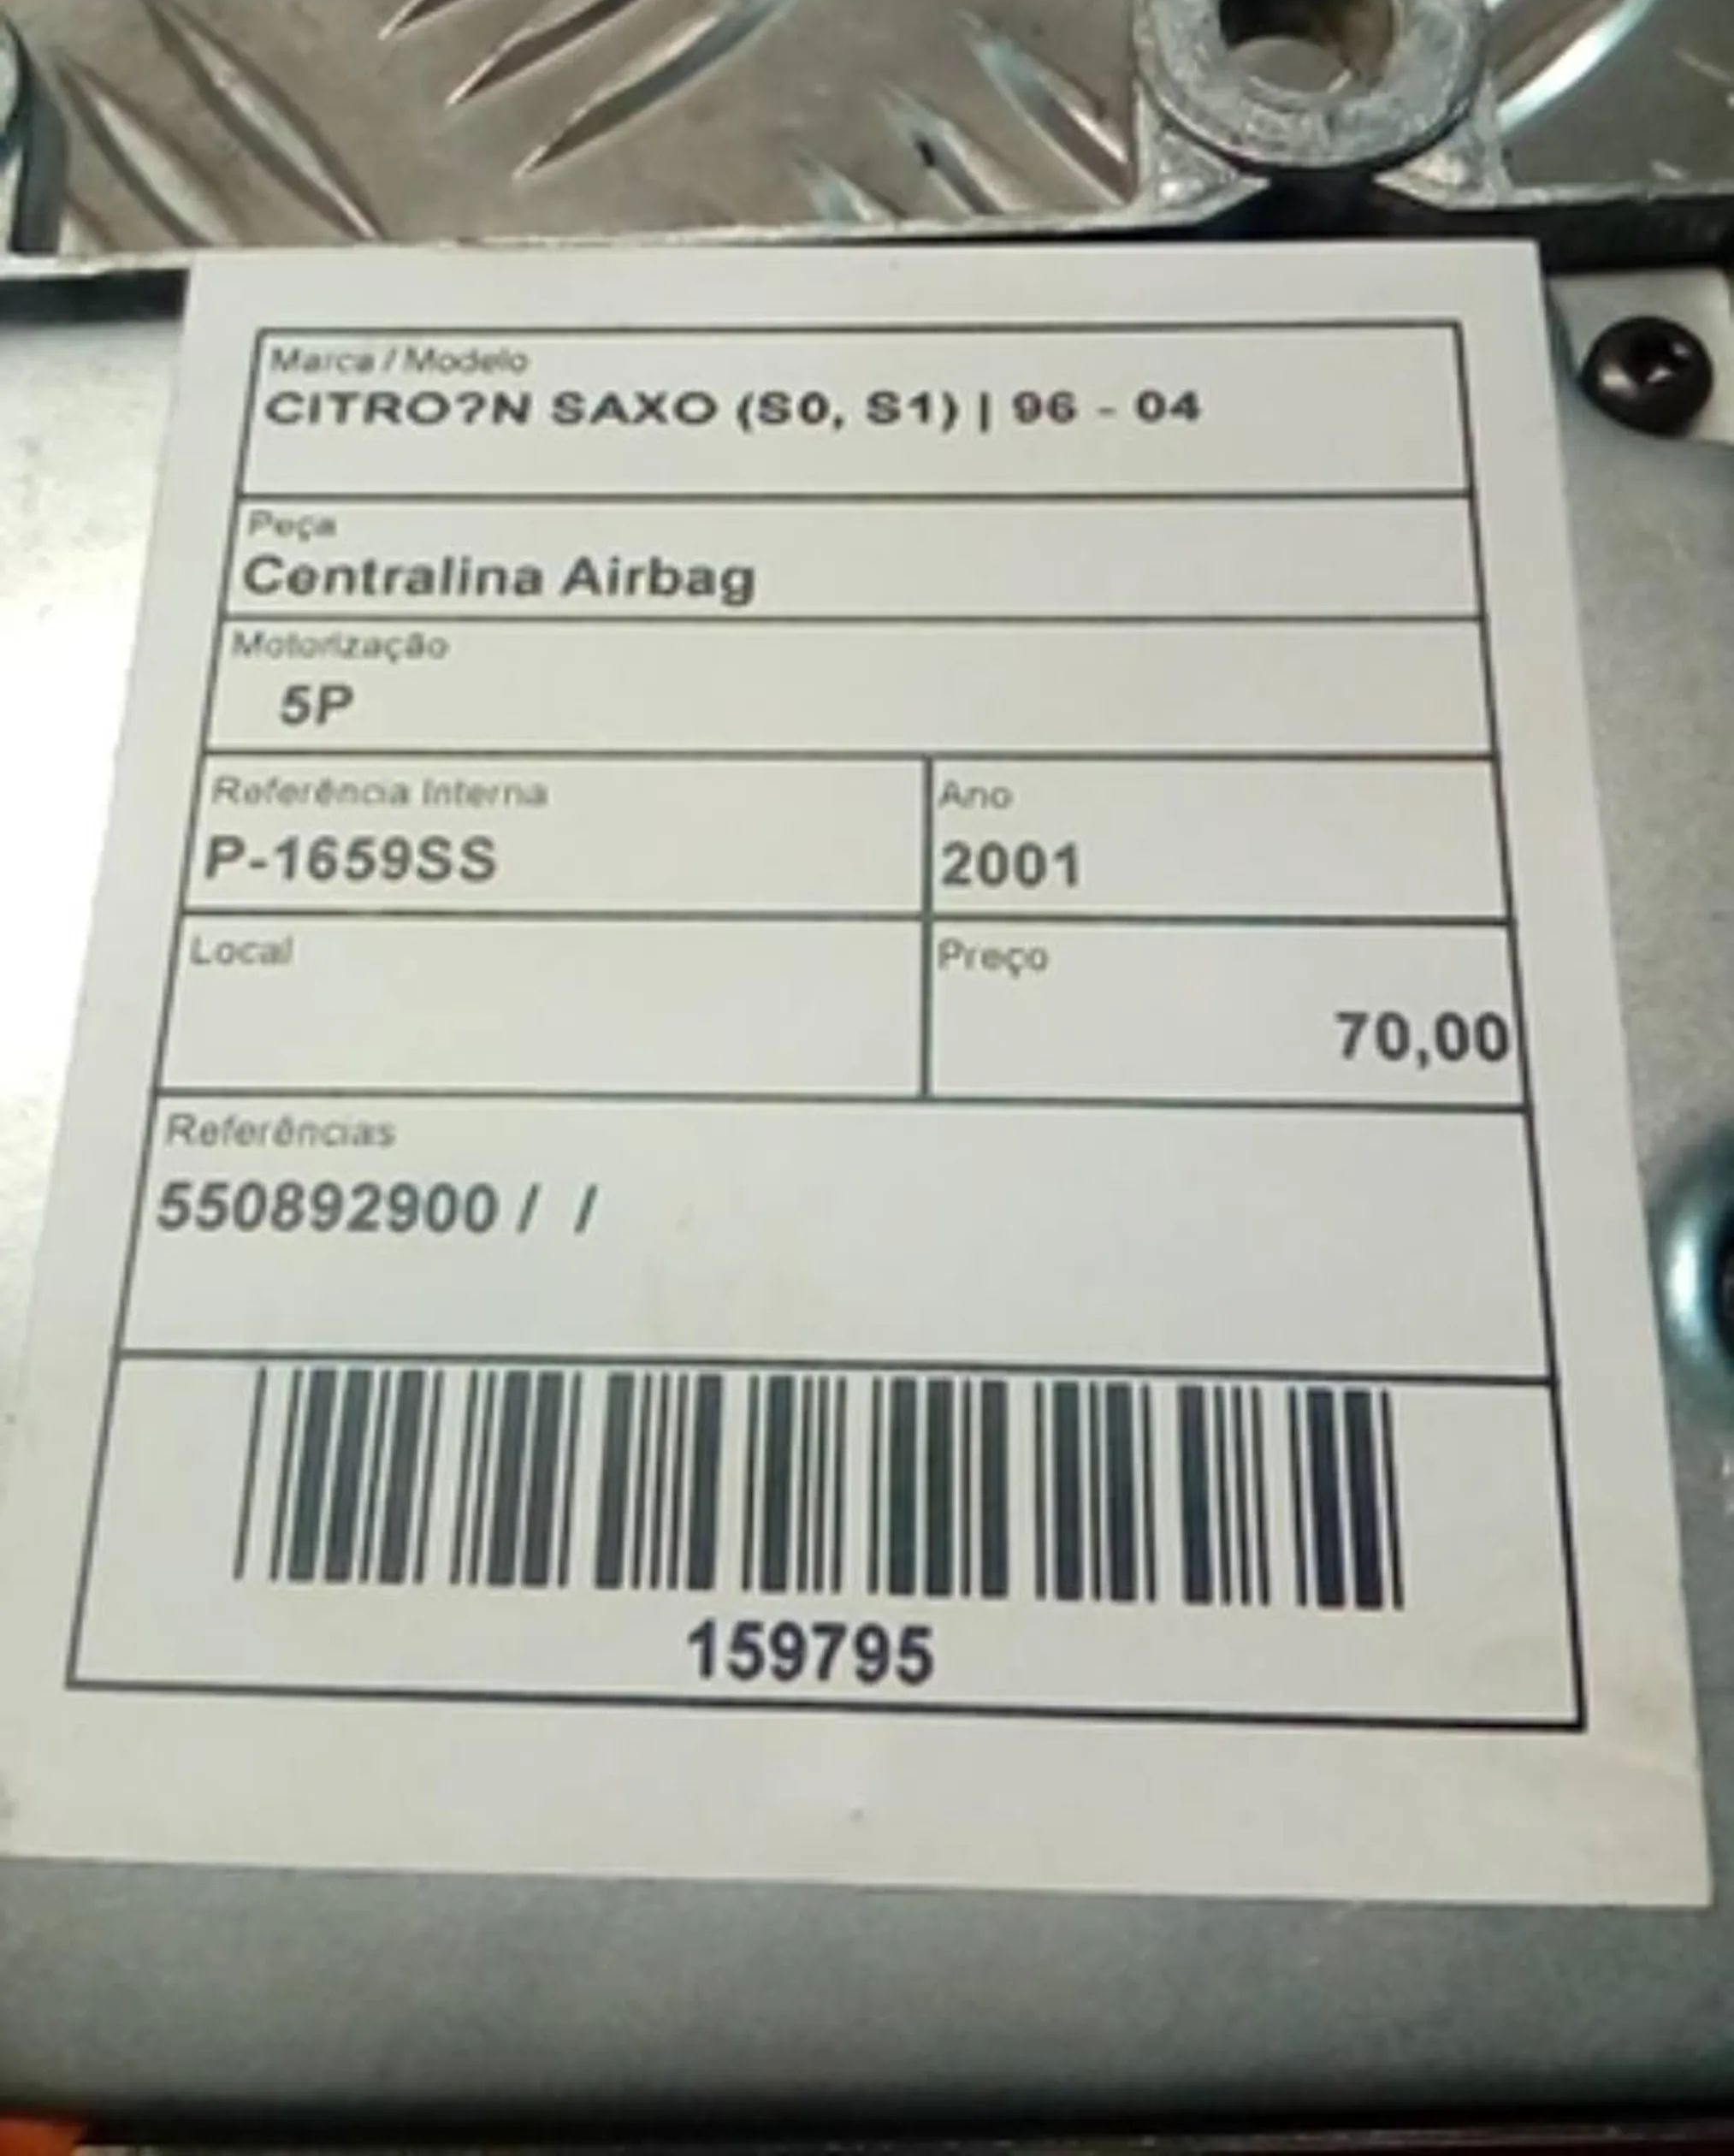 Marca / Modelo
CITRO?N SAXO (S0, S1) | 96 - 04
Peça
Centralina Airbag
Motorização
5P
Referência Interna
P-1659SS
Ano
2001
Local
Preço
70,00
Referências
550892900 / /
159795